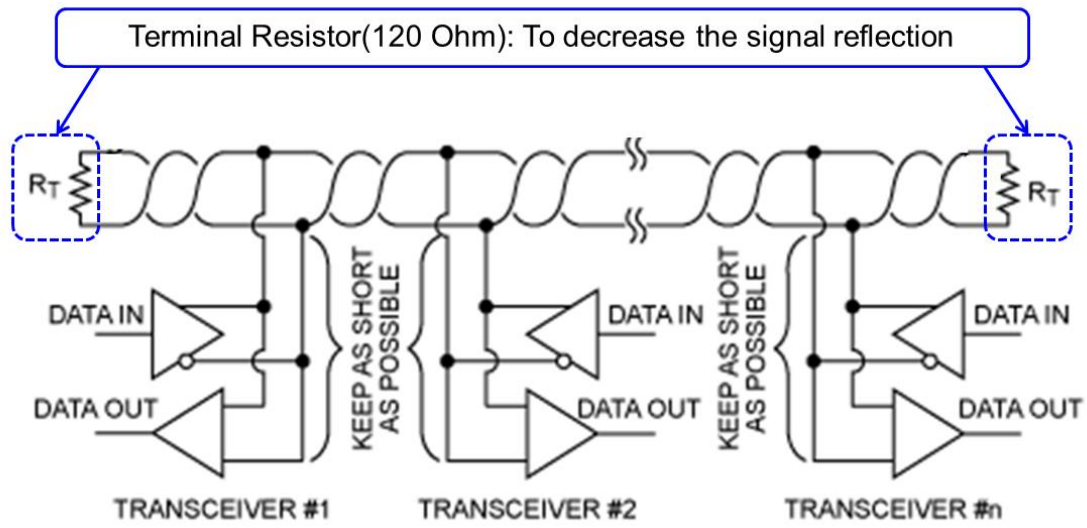 Terminal Resistor(120 Ohm): To decrease the signal reflection
RT
RT
DATA IN
DATA OUT
KEEP AS SHORT
AS POSSIBLE
TRANSCEIVER #1
DATA IN
DATA OUT
TRANSCEIVER #2
KEEP AS SHORT
AS POSSIBLE
DATA IN
DATA OUT
TRANSCEIVER #n